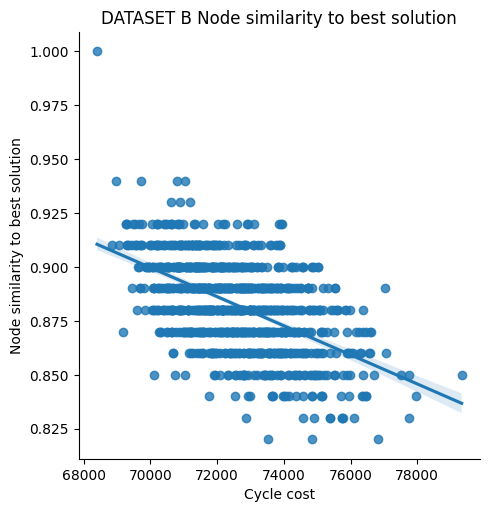 DATASET B Node similarity to best solution
1.000
0.975
0.950
0.925
0.900
0.875
0.850
0.825
Node similarity to best solution
68000 70000 72000 74000 76000 78000
Cycle cost